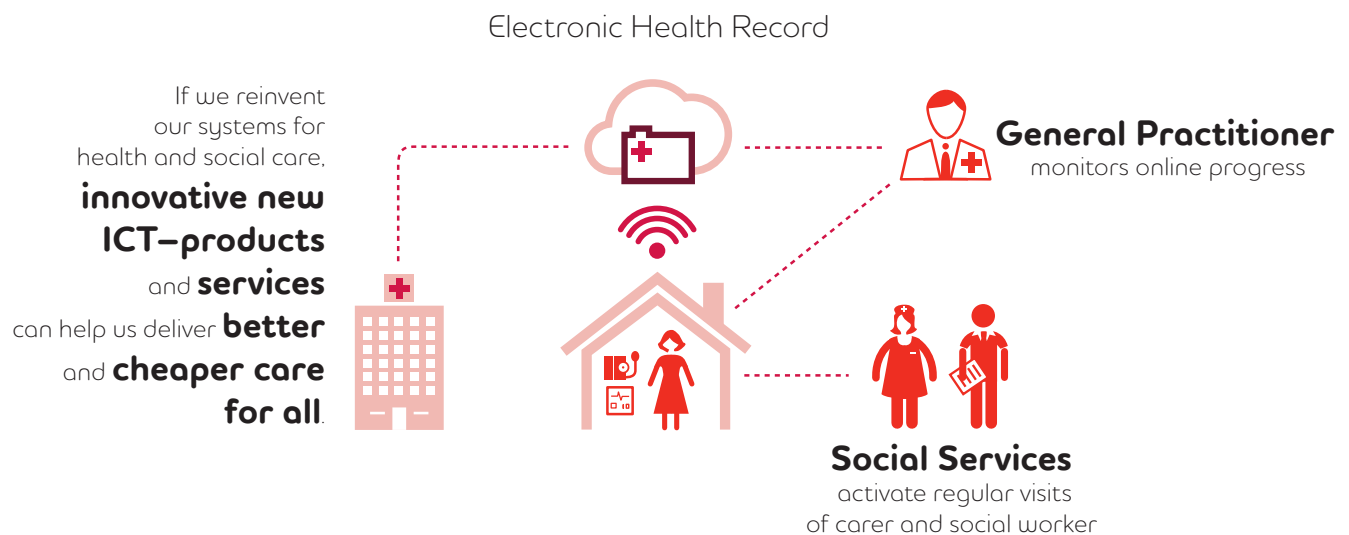 Electronic Health Record
If we reinvent
our systems for
health and social care,
innovative new
ICT–products
and services
can help us deliver better
and cheaper care
for all.
General Practitioner
monitors online progress
Social Services
activate regular visits
of carer and social worker